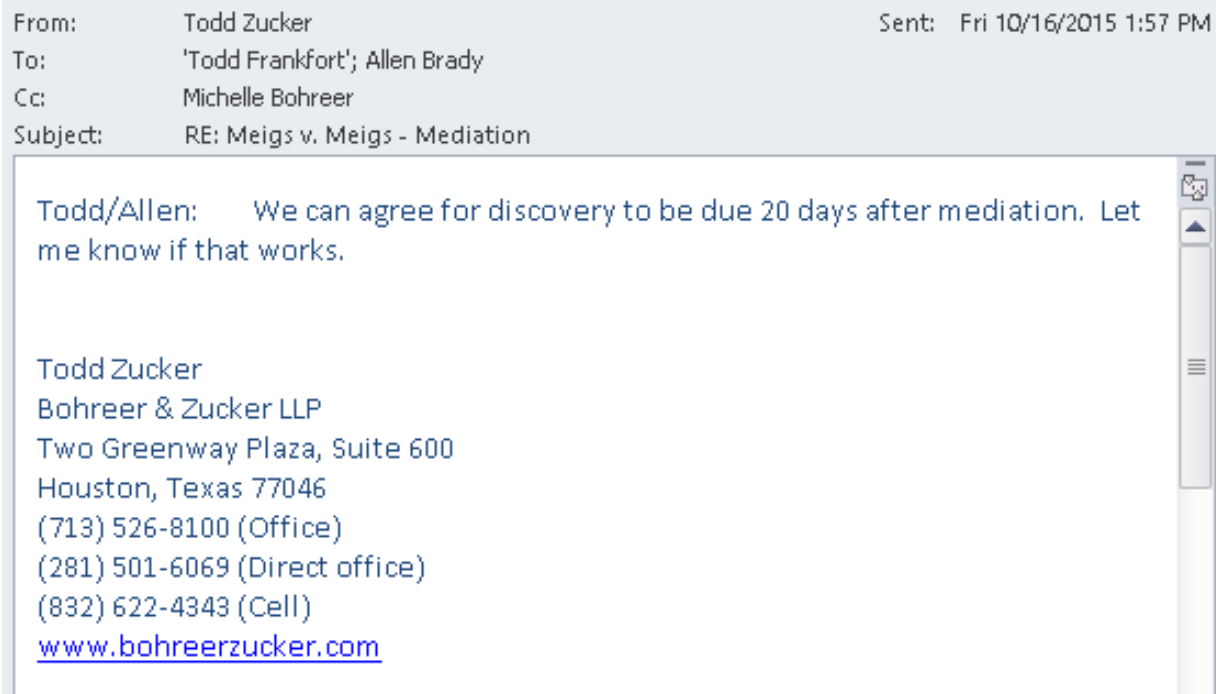 From: Todd Zucker Sent: Fri 10/16/2015 1:57 PM
To: 'Todd Frankfort'; Allen Brady
Cc: Michelle Bohreer
Subject: RE: Meigs v. Meigs - Mediation
Todd/Allen: We can agree for discovery to be due 20 days after mediation. Let
me know if that works.
Todd Zucker
Bohreer & Zucker LLP
Two Greenway Plaza, Suite 600
Houston, Texas 77046
(713) 526-8100 (Office)
(281) 501-6069 (Direct office)
(832) 622-4343 (Cell)
www.bohreerzucker.com